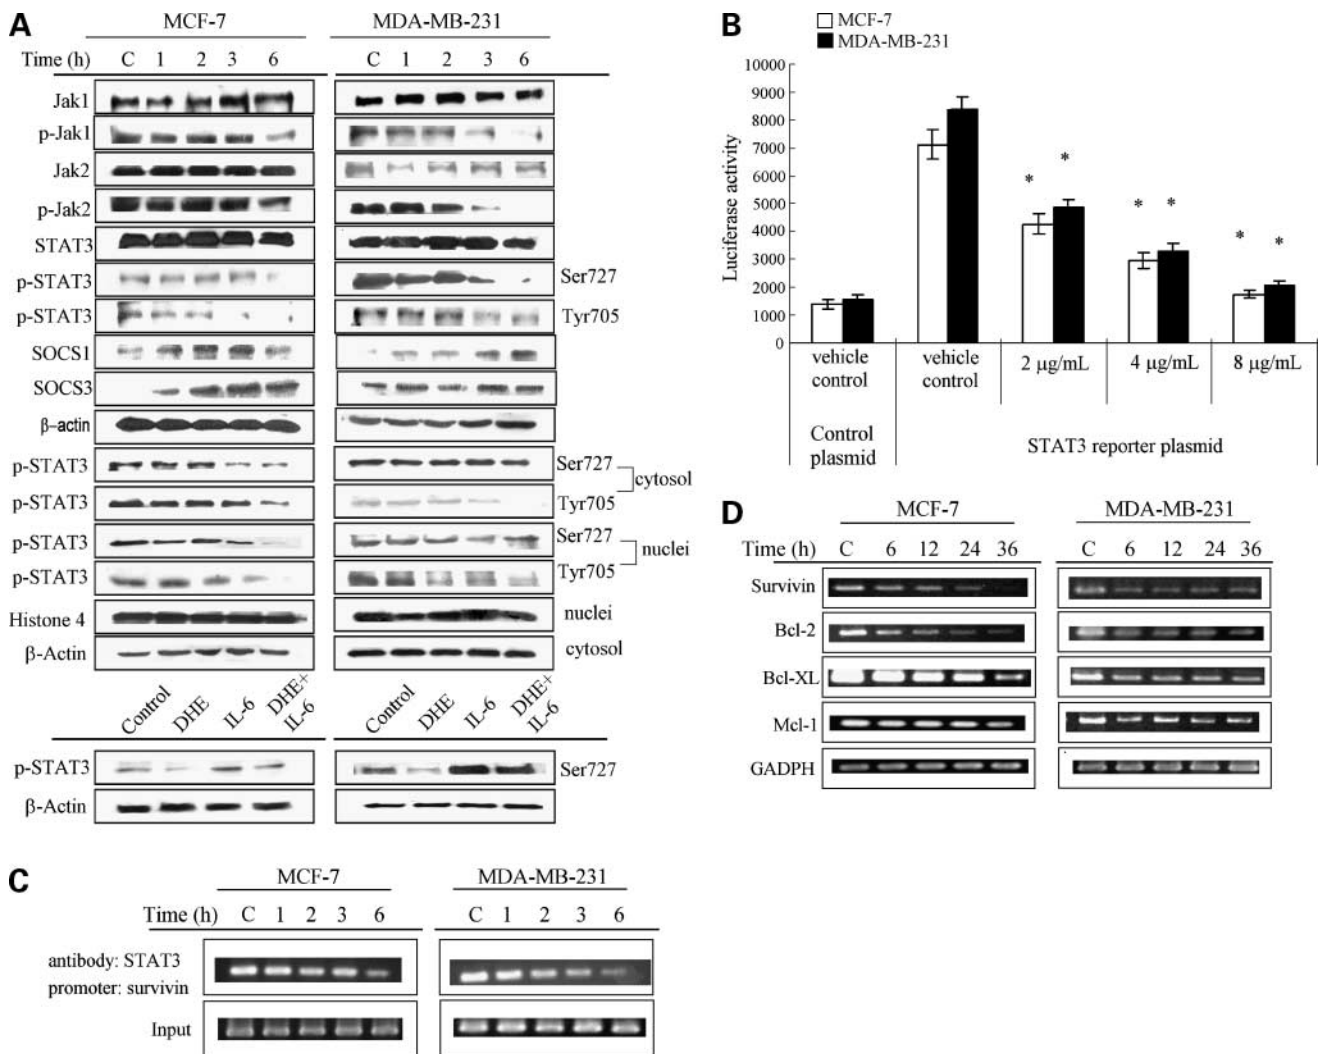 A
MCF-7
MDA-MB-231
Time (h) C 1 2 3 6 C 1 2 3 6
Jak1
p-Jak1
Jak2
p-Jak2
STAT3
p-STAT3 Ser727
p-STAT3 Tyr705
SOCS1
SOCS3
β-actin
p-STAT3 Ser727
cytosol
p-STAT3 Tyr705
p-STAT3 Ser727
nuclei
p-STAT3 Tyr705
Histone 4 nuclei
β-Actin cytosol
Control DHE IL-6 DHE+ IL-6 Control DHE IL-6 DHE+ IL-6
p-STAT3 Ser727
β-Actin
B
MCF-7
MDA-MB-231
Luciferase activity
10000
9000
8000
7000
6000
5000
4000
3000
2000
1000
0
* * * * * *
vehicle control vehicle control 2 μg/mL 4 μg/mL 8 μg/mL
Control plasmid STAT3 reporter plasmid
C
MCF-7 MDA-MB-231
Time (h) C 1 2 3 6 C 1 2 3 6
antibody: STAT3
promoter: survivin
Input
D
MCF-7 MDA-MB-231
Time (h) C 6 12 24 36 C 6 12 24 36
Survivin
Bcl-2
Bcl-XL
Mcl-1
GADPH